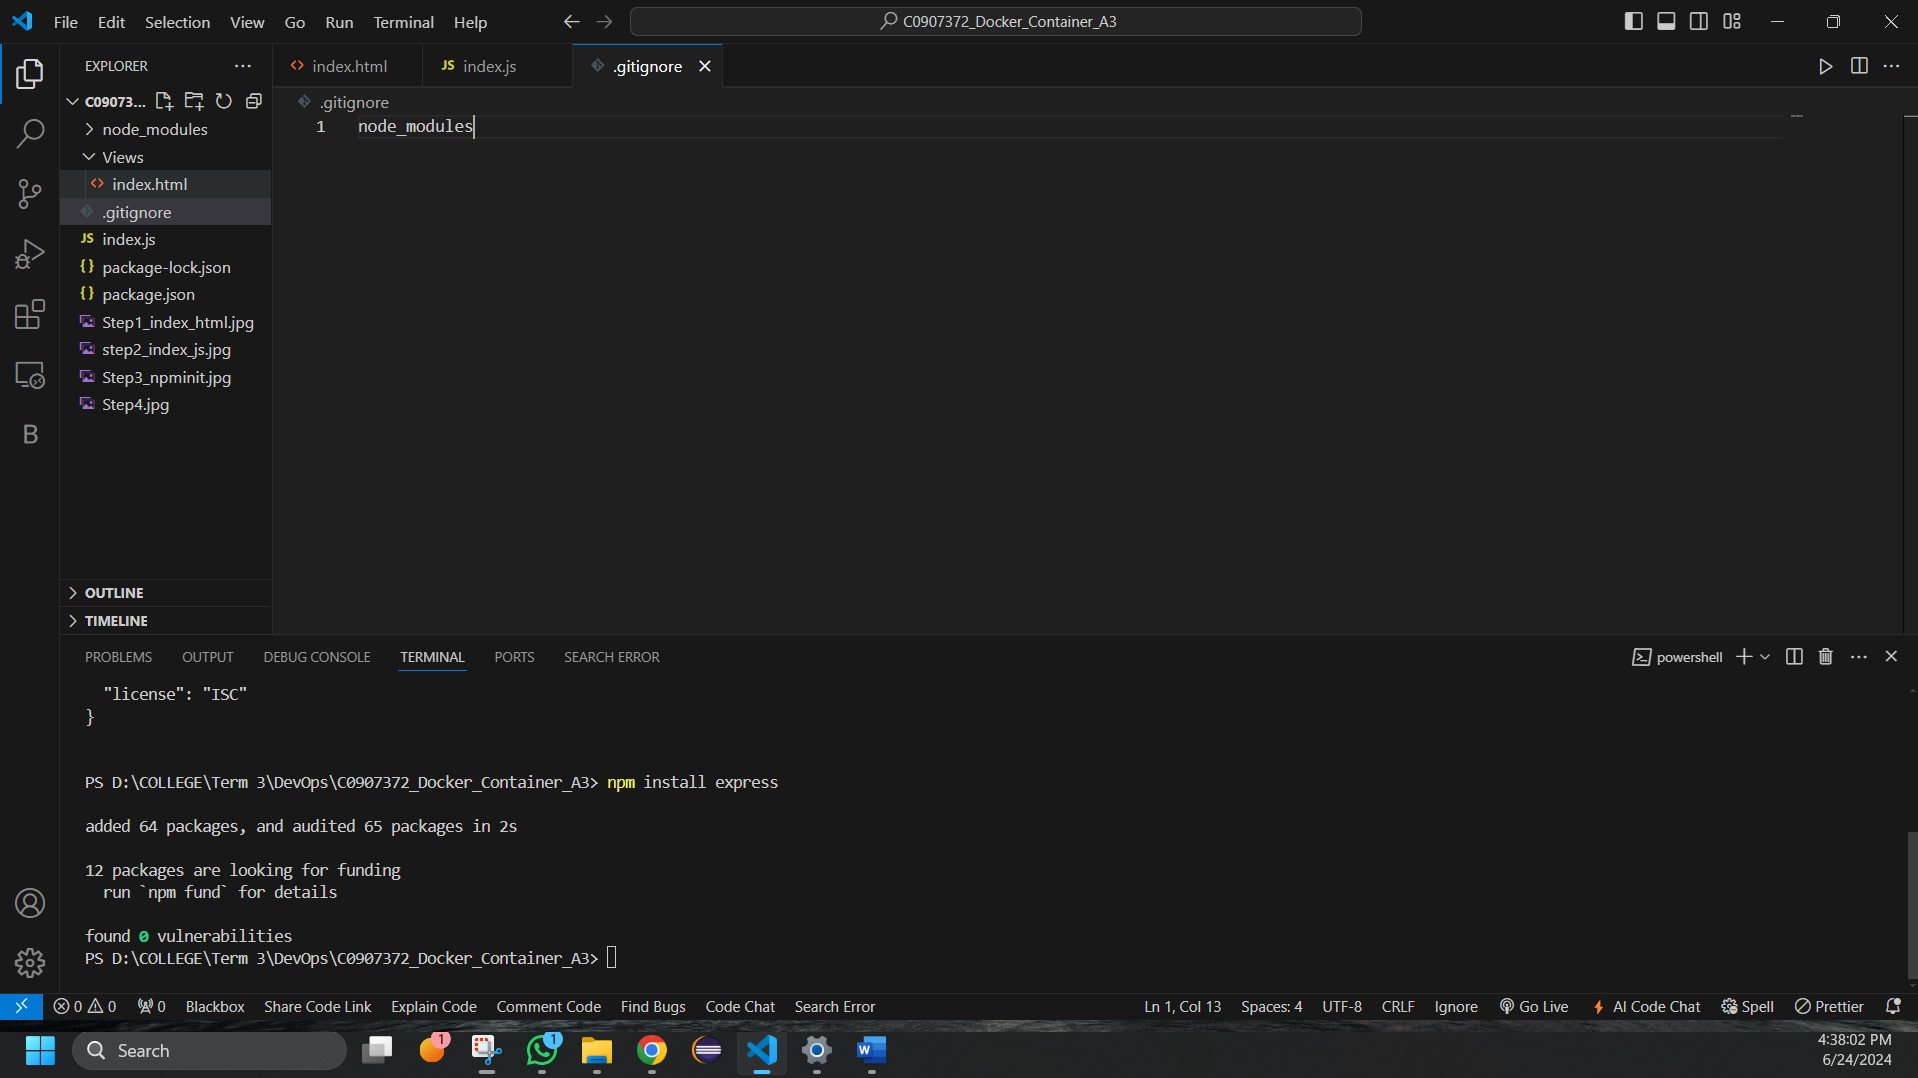 File Edit Selection View Go Run Terminal Help
C0907372_Docker_Container_A3
EXPLORER
C09073...
node_modules
Views
index.html
.gitignore
JS index.js
{} package-lock.json
{} package.json
Step1_index_html.jpg
step2_index_js.jpg
Step3_npminit.jpg
Step4.jpg
B
OUTLINE
TIMELINE
index.html JS index.js .gitignore
.gitignore
1 node_modules
PROBLEMS OUTPUT DEBUG CONSOLE TERMINAL PORTS SEARCH ERROR
powershell
"license": "ISC"
}
PS D:\COLLEGE\Term 3\DevOps\C0907372_Docker_Container_A3> npm install express
added 64 packages, and audited 65 packages in 2s
12 packages are looking for funding
run `npm fund` for details
found 0 vulnerabilities
PS D:\COLLEGE\Term 3\DevOps\C0907372_Docker_Container_A3>
0 0 0 Blackbox Share Code Link Explain Code Comment Code Find Bugs Code Chat Search Error Ln 1, Col 13 Spaces: 4 UTF-8 CRLF Ignore Go Live AI Code Chat Spell Prettier
Search
1
1
W
4:38:02 PM
6/24/2024